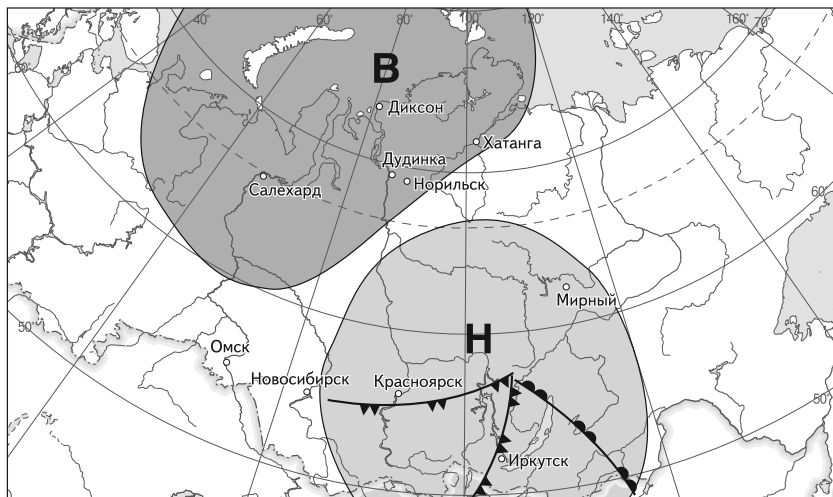 40°
60°
80°
100°
120°
140°
160°
70°
60°
В
Диксон
Хатанга
Дудинка
Норильск
Салехард
60°
Мирный
50°
Н
Омск
Новосибирск
Красноярск
50°
Иркутск